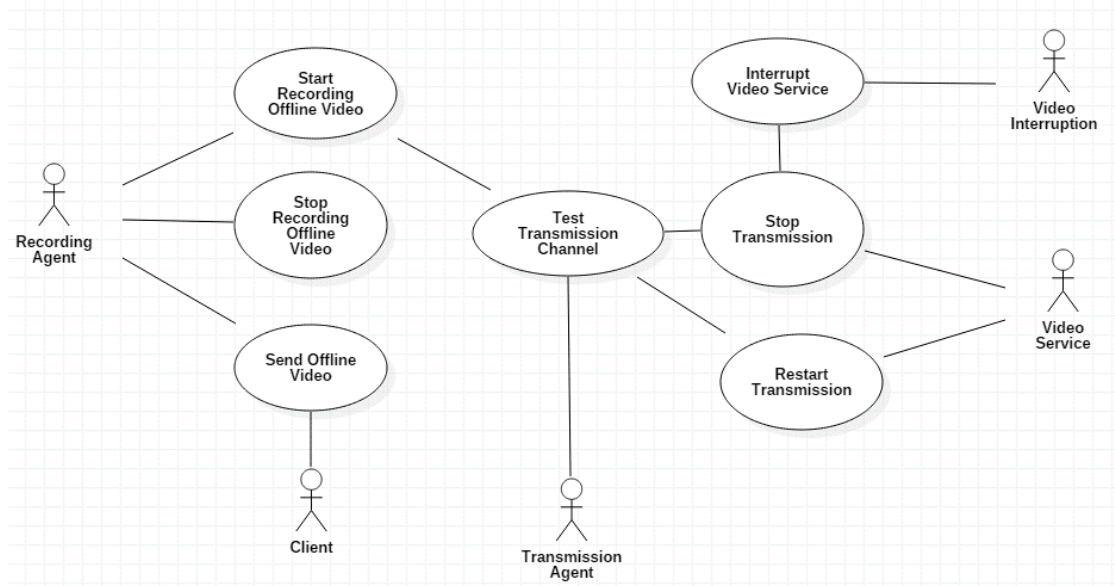 Start
Recording
Offline Video
Interrupt
Video Service
Video
Interruption
Recording
Agent
Stop
Recording
Offline
Video
Test
Transmission
Channel
Stop
Transmission
Video
Service
Send Offline
Video
Restart
Transmission
Client
Transmission
Agent